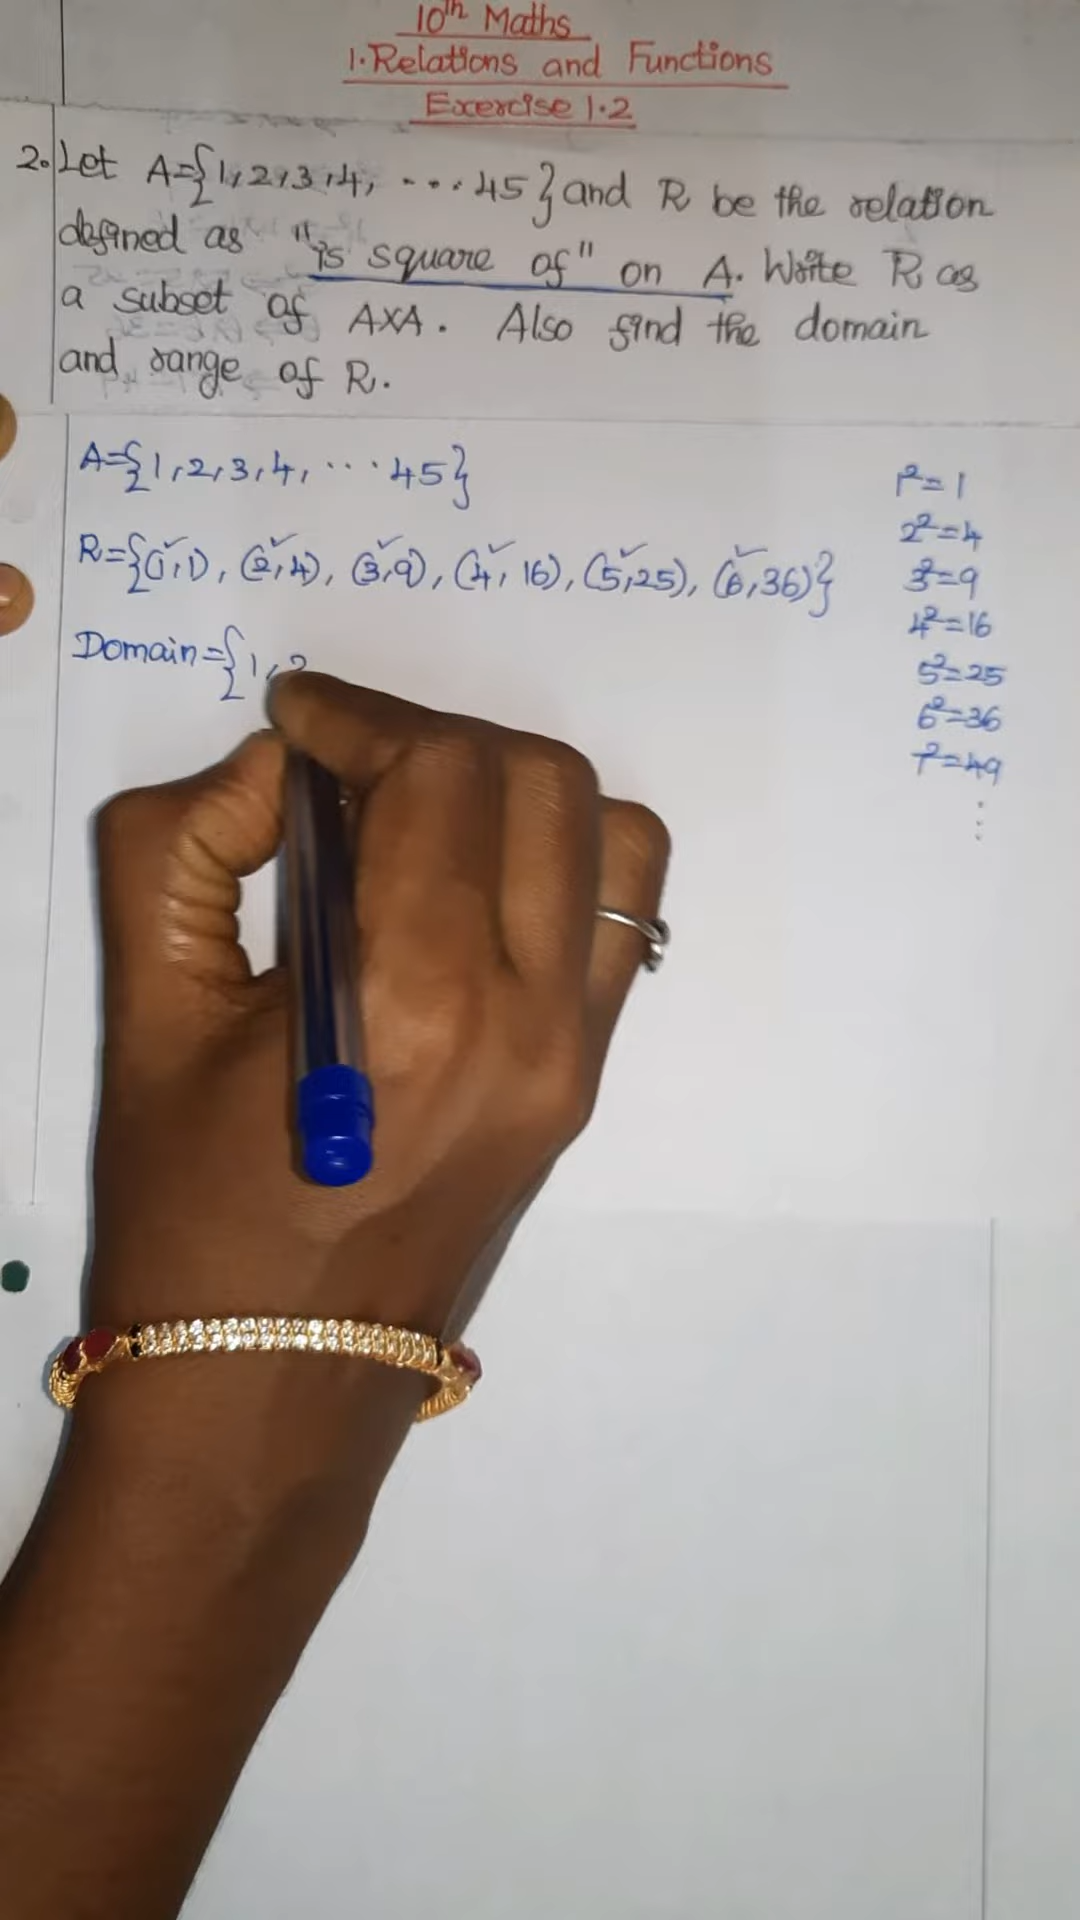 10th Maths
1. Relations and Functions
Exercise 1.2
2. Let A={1,2,3,4, .... 45} and R be the relation
defined as "is square of" on A. Write R as
a subset of A×A. Also find the domain
and range of R.
A={1,2,3,4, ... 45}
R={(1,1), (2,4), (3,9), (4,16), (5,25), (6,36)}
Domain={1,2
1²=1
2²=4
3²=9
4²=16
5²=25
6²=36
7²=49
⋮